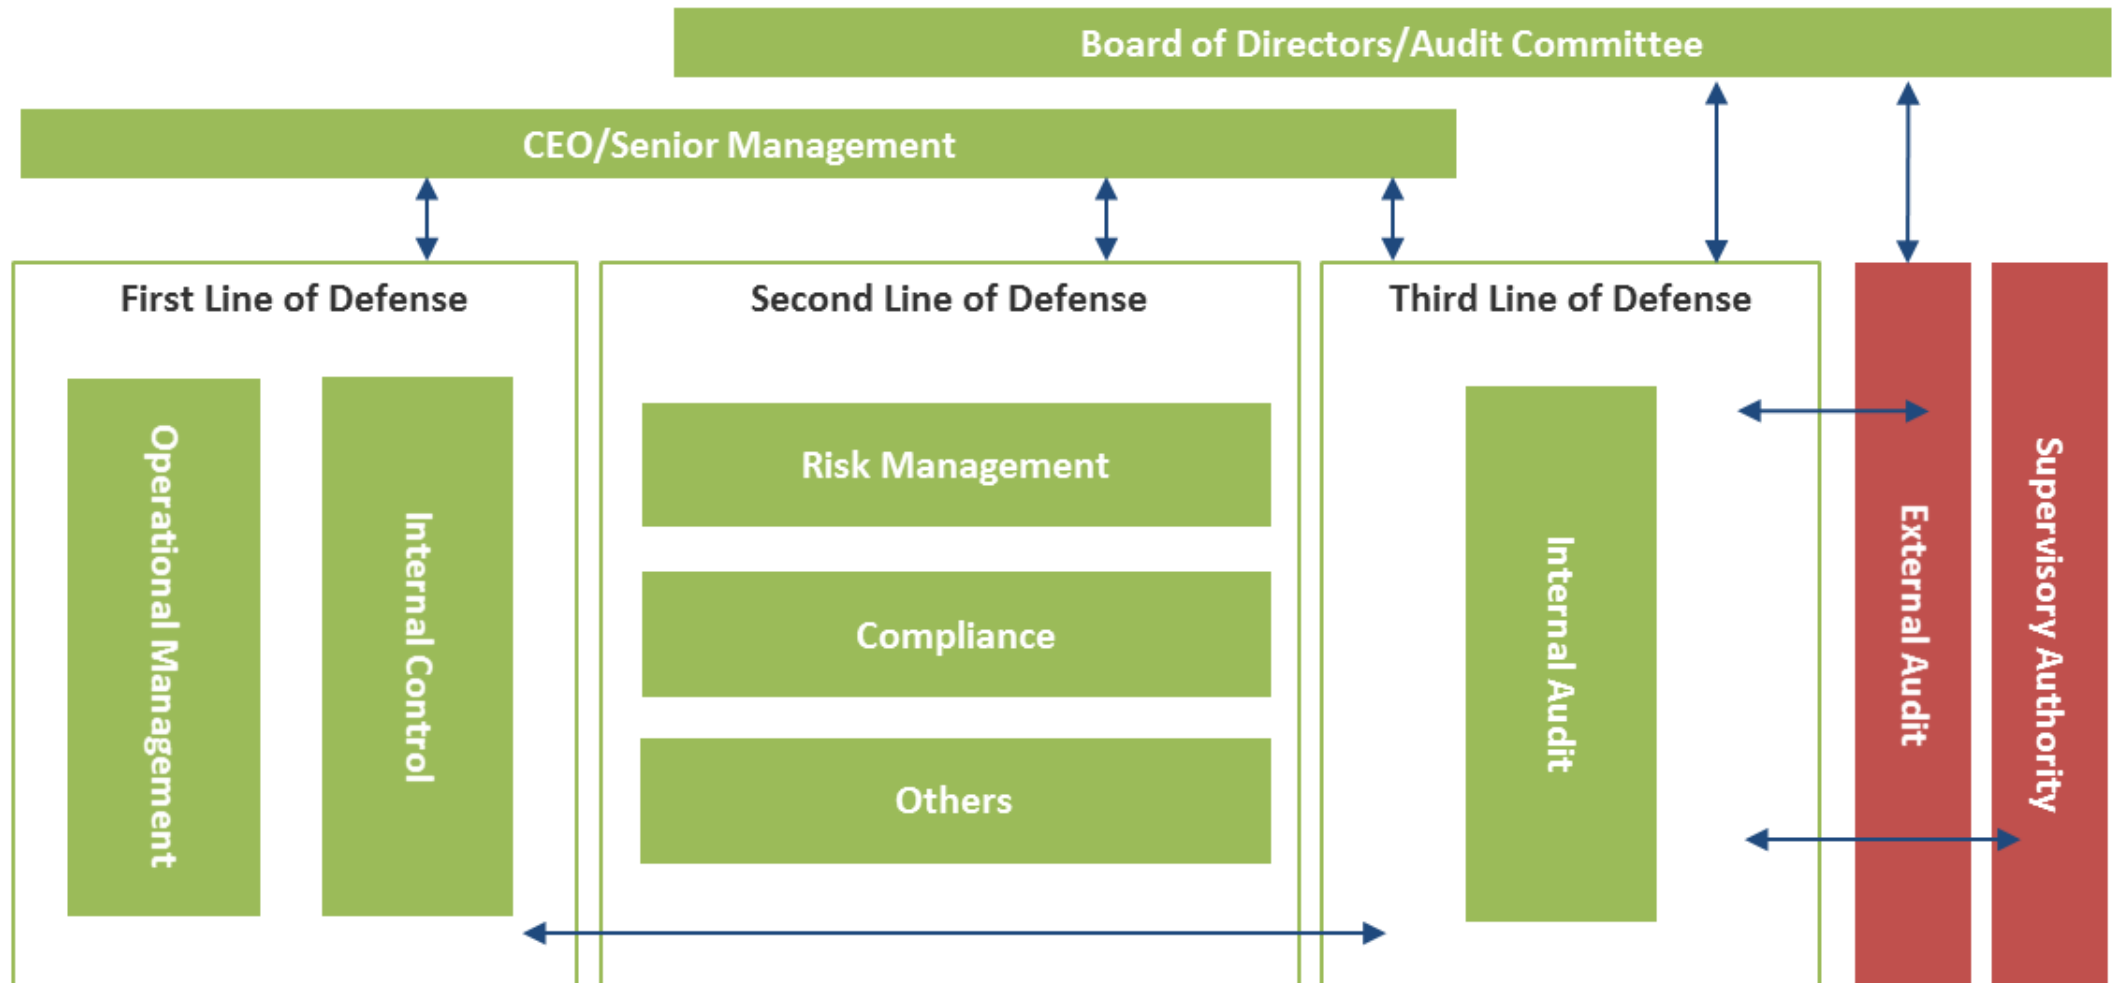 Board of Directors/Audit Committee
CEO/Senior Management
First Line of Defense
Operational Management
Internal Control
Second Line of Defense
Risk Management
Compliance
Others
Third Line of Defense
Internal Audit
External Audit
Supervisory Authority